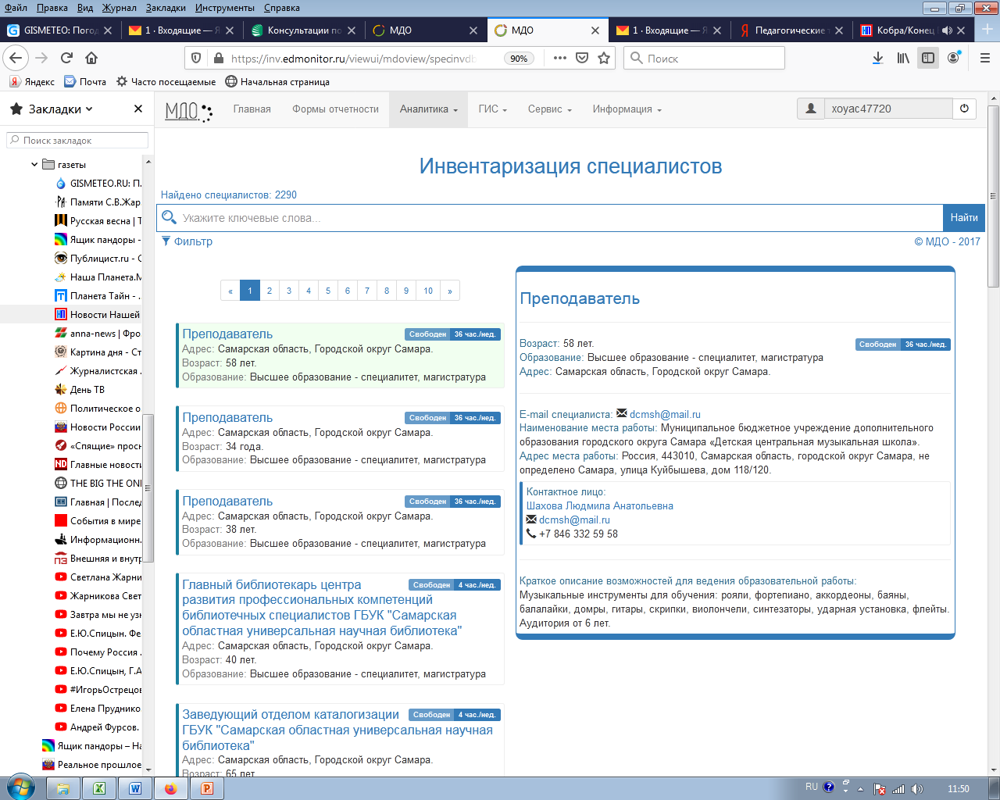 Файл Правка Вид Журнал Закладки Инструменты Справка
GISMETEO: Пого
1 · Входящие — Я
Консультации по
МДО
МДО
1 · Входящие — Я
Педагогические
Кобра/Конец
https://inv.edmonitor.ru/viewui/mdoview/specinvdb
90%
Поиск
Яндекс Почта Часто посещаемые Начальная страница
Закладки
Поиск закладок
газеты
GISMETEO.RU: П
Памяти С.В.Жар
Русская весна | Т
Ящик пандоры -
Публицист.ru - С
Наша Планета.М
Планета Тайн - ..
Новости Нашей
anna-news | Фро
Картина дня - Ст
Журналистская
День ТВ
Политическое о
Новости России
«Спящие» просн
Главные новости
THE BIG THE ONE
Главная | Послед
События в мире
Информационн.
Внешняя и внутр
Светлана Жарни
Жарникова Свет
Завтра мы не узн
Е.Ю.Спицын. Фе
Почему Россия .
Е.Ю.Спицын, Г.А
#ИгорьОстрецов
Елена Пруднико
Андрей Фурсов.
Ящик пандоры – На
Реальное прошлое
МДО
Главная Формы отчетности Аналитика ГИС Сервис Информация
xoyac47720
Инвентаризация специалистов
Найдено специалистов: 2290
Укажите ключевые слова...
Найти
Фильтр
© МДО - 2017
« 1 2 3 4 5 6 7 8 9 10 »
Преподаватель
Свободен 36 час./нед.
Адрес: Самарская область, Городской округ Самара.
Возраст: 58 лет.
Образование: Высшее образование - специалитет, магистратура
Преподаватель
Свободен 36 час./нед.
Адрес: Самарская область, Городской округ Самара.
Возраст: 34 года.
Образование: Высшее образование - специалитет, магистратура
Преподаватель
Свободен 36 час./нед.
Адрес: Самарская область, Городской округ Самара.
Возраст: 38 лет.
Образование: Высшее образование - специалитет, магистратура
Главный библиотекарь центра
Свободен 4 час./нед.
развития профессиональных компетенций
библиотечных специалистов ГБУК "Самарская
областная универсальная научная библиотека"
Адрес: Самарская область, Городской округ Самара.
Возраст: 40 лет.
Образование: Высшее образование - специалитет, магистратура
Заведующий отделом каталогизации
Свободен 4 час./нед.
ГБУК "Самарская областная универсальная научная
библиотека"
Адрес: Самарская область, Городской округ Самара.
Возраст: 65 лет
Преподаватель
Возраст: 58 лет.
Свободен 36 час./нед.
Образование: Высшее образование - специалитет, магистратура
Адрес: Самарская область, Городской округ Самара.
E-mail специалиста: dcmsh@mail.ru
Наименование места работы: Муниципальное бюджетное учреждение дополнительного
образования городского округа Самара «Детская центральная музыкальная школа».
Адрес места работы: Россия, 443010, Самарская область, городской округ Самара, не
определено Самара, улица Куйбышева, дом 118/120.
Контактное лицо:
Шахова Людмила Анатольевна
dcmsh@mail.ru
+7 846 332 59 58
Краткое описание возможностей для ведения образовательной работы:
Музыкальные инструменты для обучения: рояли, фортепиано, аккордеоны, баяны,
балалайки, домры, гитары, скрипки, виолончели, синтезаторы, ударная установка, флейты.
Аудитория от 6 лет.
RU
11:50